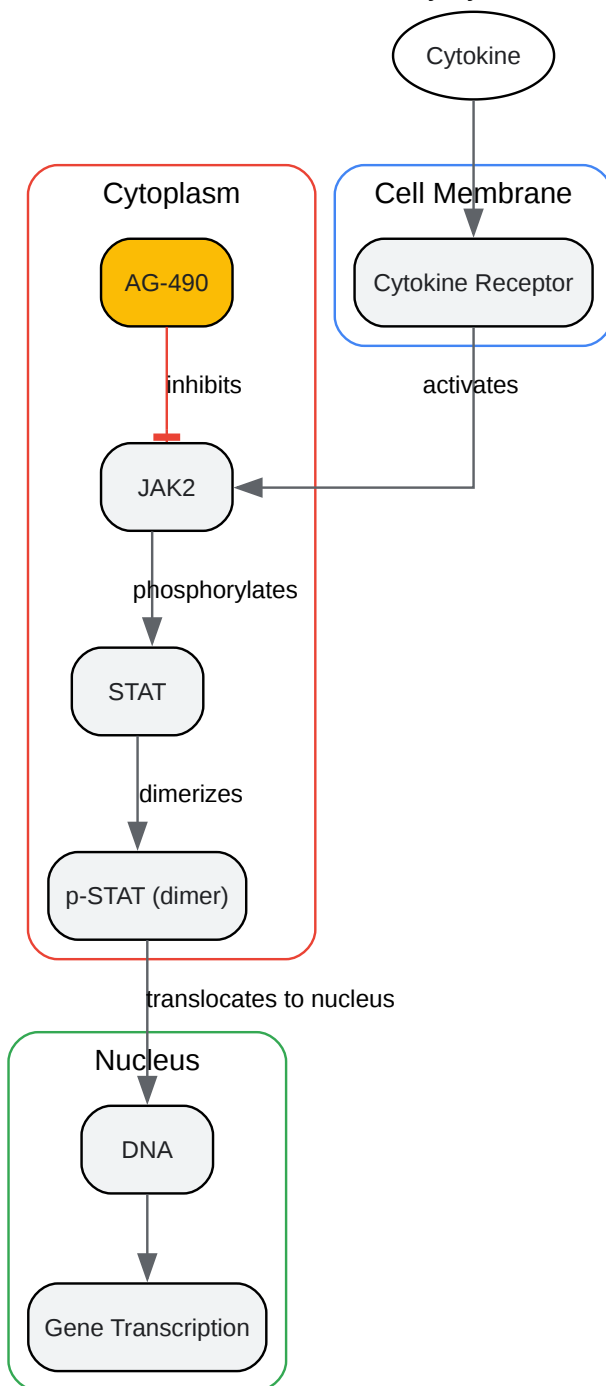 Cytokine
Cytoplasm
Cell Membrane
AG-490
Cytokine Receptor
inhibits
activates
JAK2
phosphorylates
STAT
dimerizes
p-STAT (dimer)
translocates to nucleus
Nucleus
DNA
Gene Transcription